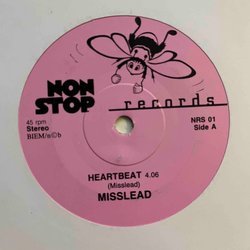 NON
STOP
records
45 rpm
Stereo
BIEM/n©b
NRS 01
Side A
HEARTBEAT 4.06
(Misslead)
MISSLEAD